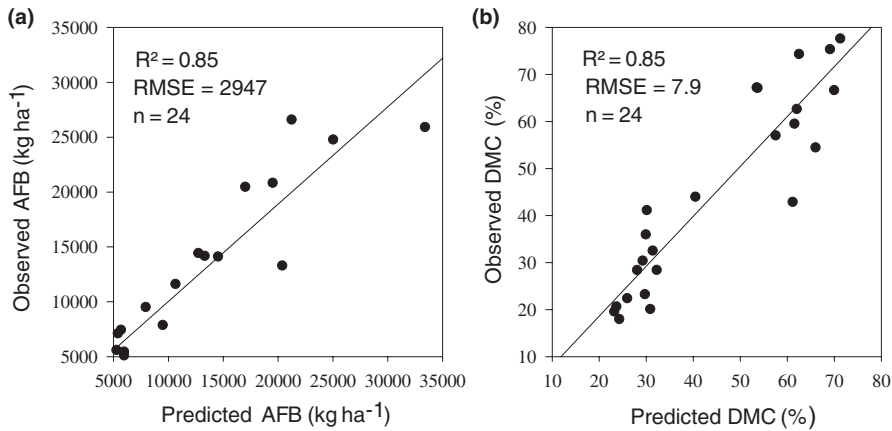 (a)
35000
30000
25000
20000
15000
10000
5000
Observed AFB (kg ha⁻¹)
R² = 0.85
RMSE = 2947
n = 24
5000 10000 15000 20000 25000 30000 35000
Predicted AFB (kg ha⁻¹)
(b)
80
70
60
50
40
30
20
10
Observed DMC (%)
R² = 0.85
RMSE = 7.9
n = 24
10 20 30 40 50 60 70 80
Predicted DMC (%)